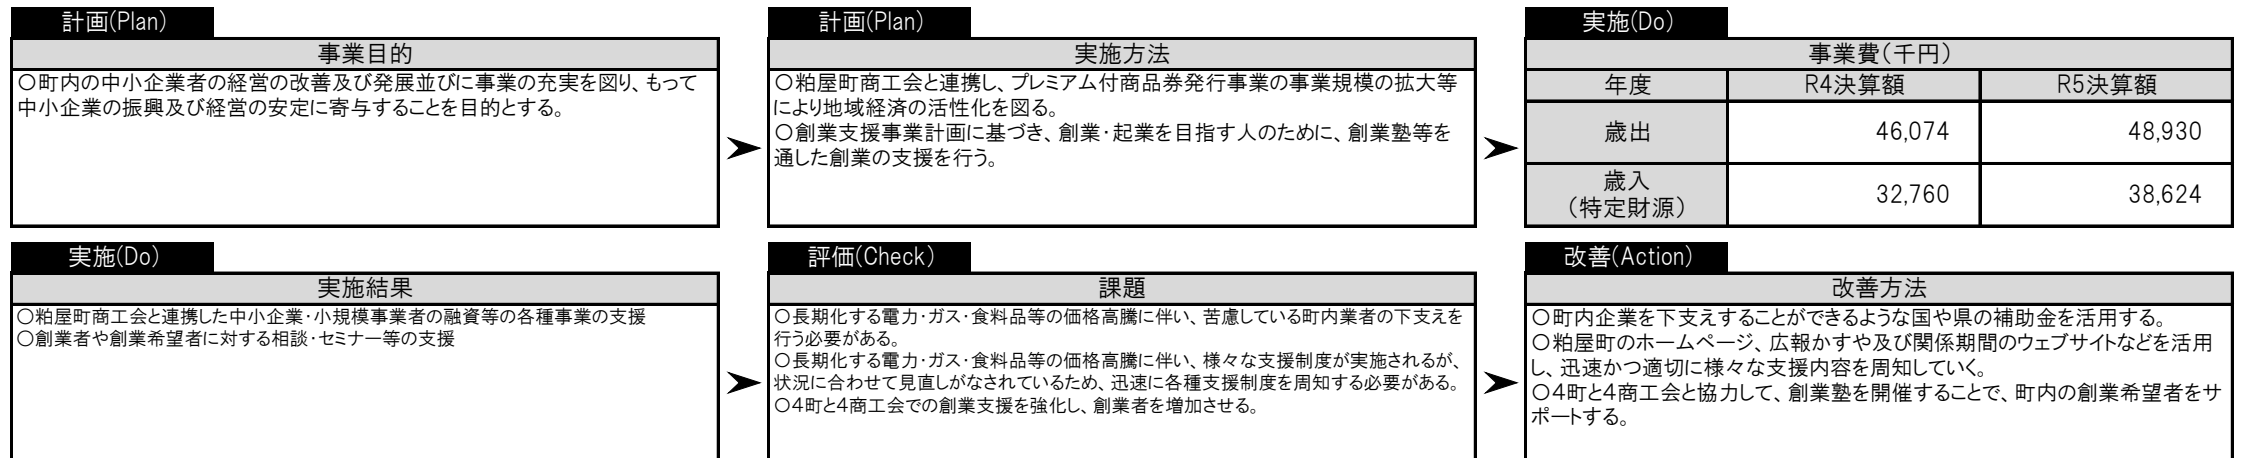 計画(Plan)
事業目的
〇町内の中小企業者の経営の改善及び発展並びに事業の充実を図り、もって
中小企業の振興及び経営の安定に寄与することを目的とする。
計画(Plan)
実施方法
〇粕屋町商工会と連携し、プレミアム付商品券発行事業の事業規模の拡大等
により地域経済の活性化を図る。
〇創業支援事業計画に基づき、創業・起業を目指す人のために、創業塾等を
通した創業の支援を行う。
実施(Do)
事業費(千円)
年度 R4決算額 R5決算額
歳出 46,074 48,930
歳入
(特定財源) 32,760 38,624
実施(Do)
実施結果
〇粕屋町商工会と連携した中小企業・小規模事業者の融資等の各種事業の支援
〇創業者や創業希望者に対する相談・セミナー等の支援
評価(Check)
課題
〇長期化する電力・ガス・食料品等の価格高騰に伴い、苦慮している町内業者の下支えを
行う必要がある。
〇長期化する電力・ガス・食料品等の価格高騰に伴い、様々な支援制度が実施されるが、
状況に合わせて見直しがなされているため、迅速に各種支援制度を周知する必要がある。
〇4町と4商工会での創業支援を強化し、創業者を増加させる。
改善(Action)
改善方法
〇町内企業を下支えすることができるような国や県の補助金を活用する。
〇粕屋町のホームページ、広報かすや及び関係期間のウェブサイトなどを活用
し、迅速かつ適切に様々な支援内容を周知していく。
〇4町と4商工会と協力して、創業塾を開催することで、町内の創業希望者をサ
ポートする。